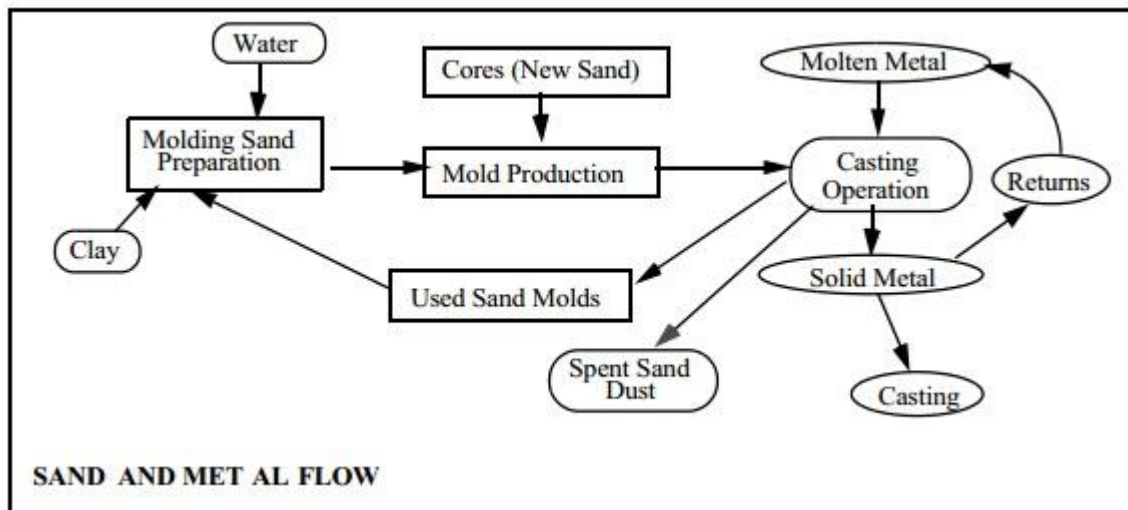 Water
Cores (New Sand)
Molten Metal
Molding Sand
Preparation
Mold Production
Casting
Operation
Returns
Clay
Used Sand Molds
Solid Metal
Spent Sand
Dust
Casting
SAND AND MET AL FLOW